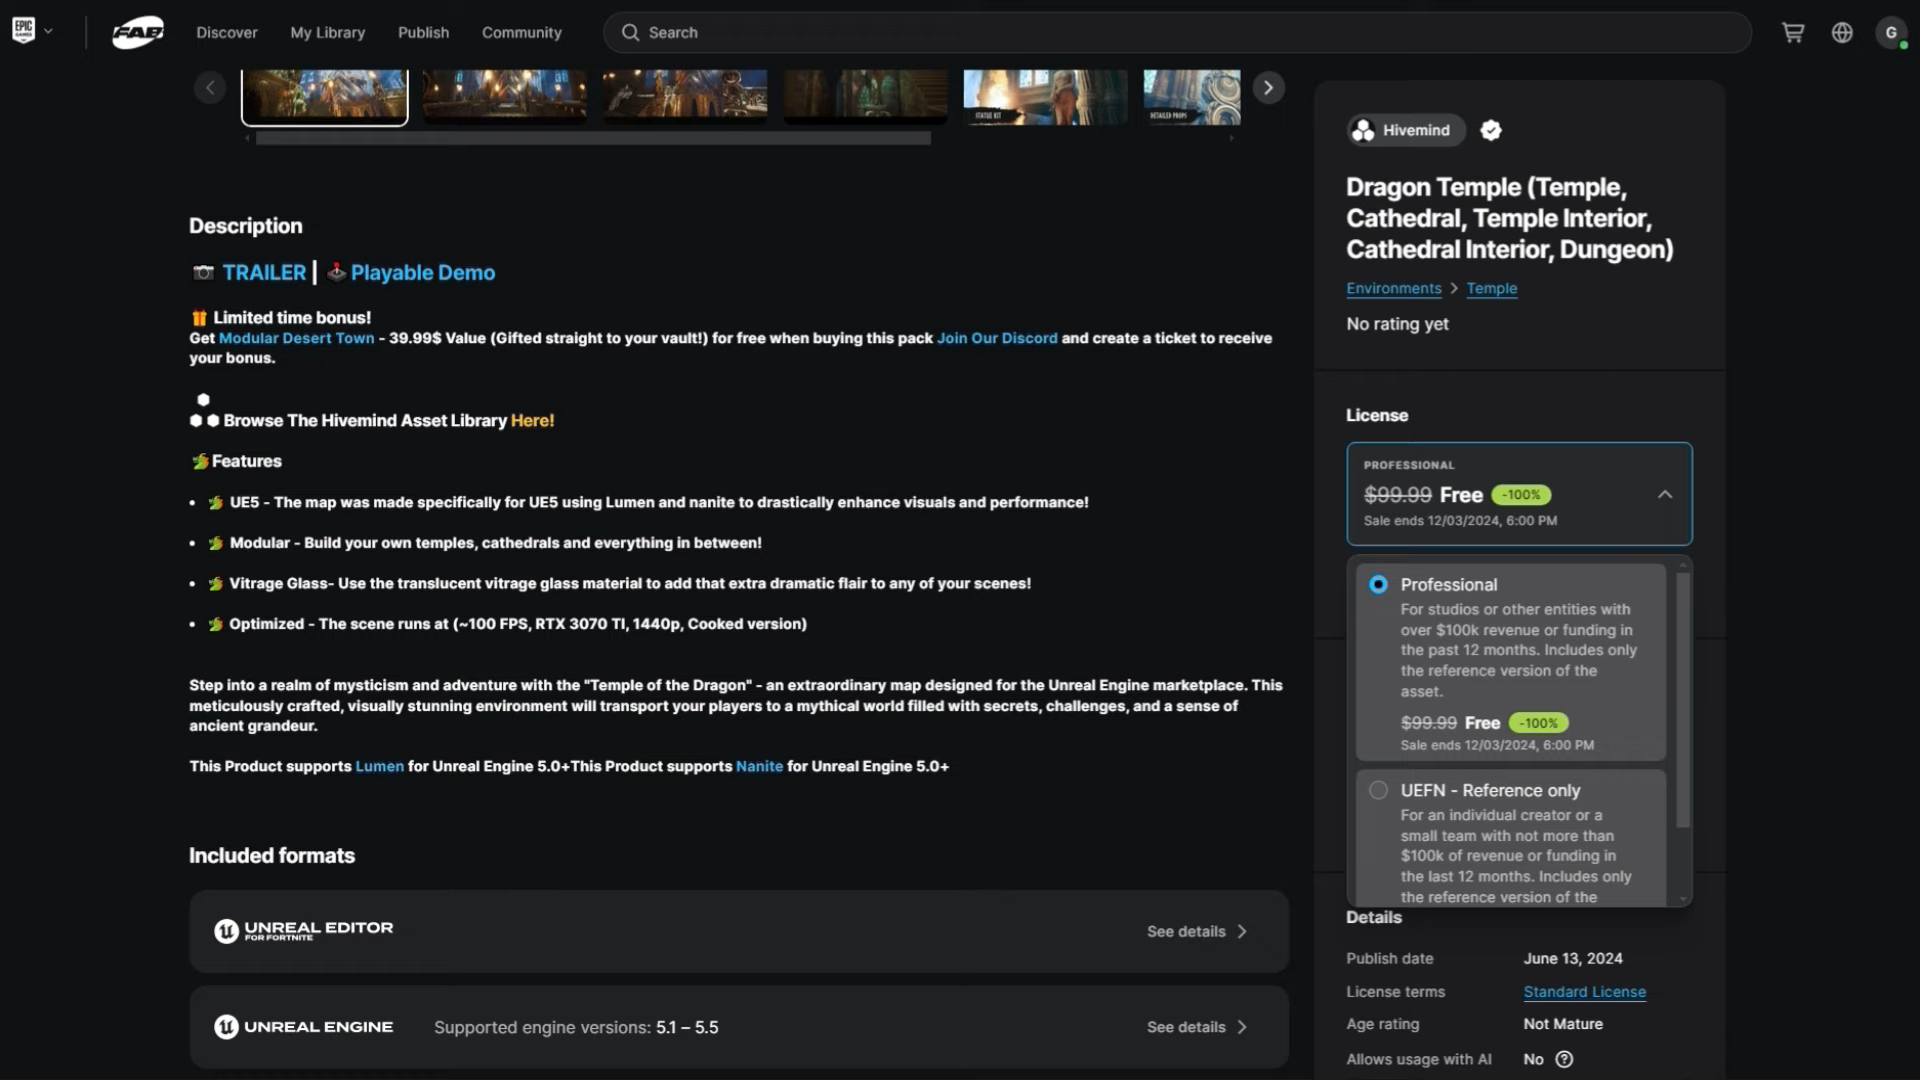 EPIC
GAMES
FAB
Discover
My Library
Publish
Community
Search
G
STATUE KIT
DETAILED PROPS
Description
TRAILER | Playable Demo
Limited time bonus!
Get Modular Desert Town - 39.99$ Value (Gifted straight to your vault!) for free when buying this pack Join Our Discord and create a ticket to receive
your bonus.
Browse The Hivemind Asset Library Here!
Features
• UE5 - The map was made specifically for UE5 using Lumen and nanite to drastically enhance visuals and performance!
• Modular - Build your own temples, cathedrals and everything in between!
• Vitrage Glass- Use the translucent vitrage glass material to add that extra dramatic flair to any of your scenes!
• Optimized - The scene runs at (~100 FPS, RTX 3070 TI, 1440p, Cooked version)
Step into a realm of mysticism and adventure with the "Temple of the Dragon" - an extraordinary map designed for the Unreal Engine marketplace. This
meticulously crafted, visually stunning environment will transport your players to a mythical world filled with secrets, challenges, and a sense of
ancient grandeur.
This Product supports Lumen for Unreal Engine 5.0+This Product supports Nanite for Unreal Engine 5.0+
Included formats
UNREAL EDITOR
FOR FORTNITE
See details
UNREAL ENGINE
Supported engine versions: 5.1 – 5.5
See details
Hivemind
Dragon Temple (Temple,
Cathedral, Temple Interior,
Cathedral Interior, Dungeon)
Environments > Temple
No rating yet
License
PROFESSIONAL
$99.99 Free -100%
Sale ends 12/03/2024, 6:00 PM
Professional
For studios or other entities with
over $100k revenue or funding in
the past 12 months. Includes only
the reference version of the
asset.
$99.99 Free -100%
Sale ends 12/03/2024, 6:00 PM
UEFN - Reference only
For an individual creator or a
small team with not more than
$100k of revenue or funding in
the last 12 months. Includes only
the reference version of the
Details
Publish date June 13, 2024
License terms Standard License
Age rating Not Mature
Allows usage with AI No